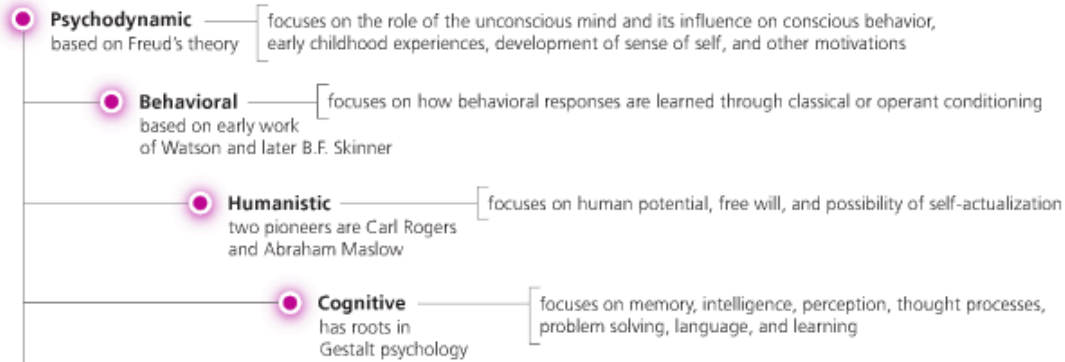 Psychodynamic
based on Freud's theory
focuses on the role of the unconscious mind and its influence on conscious behavior,
early childhood experiences, development of sense of self, and other motivations
Behavioral
based on early work
of Watson and later B.F. Skinner
focuses on how behavioral responses are learned through classical or operant conditioning
Humanistic
two pioneers are Carl Rogers
and Abraham Maslow
focuses on human potential, free will, and possibility of self-actualization
Cognitive
has roots in
Gestalt psychology
focuses on memory, intelligence, perception, thought processes,
problem solving, language, and learning